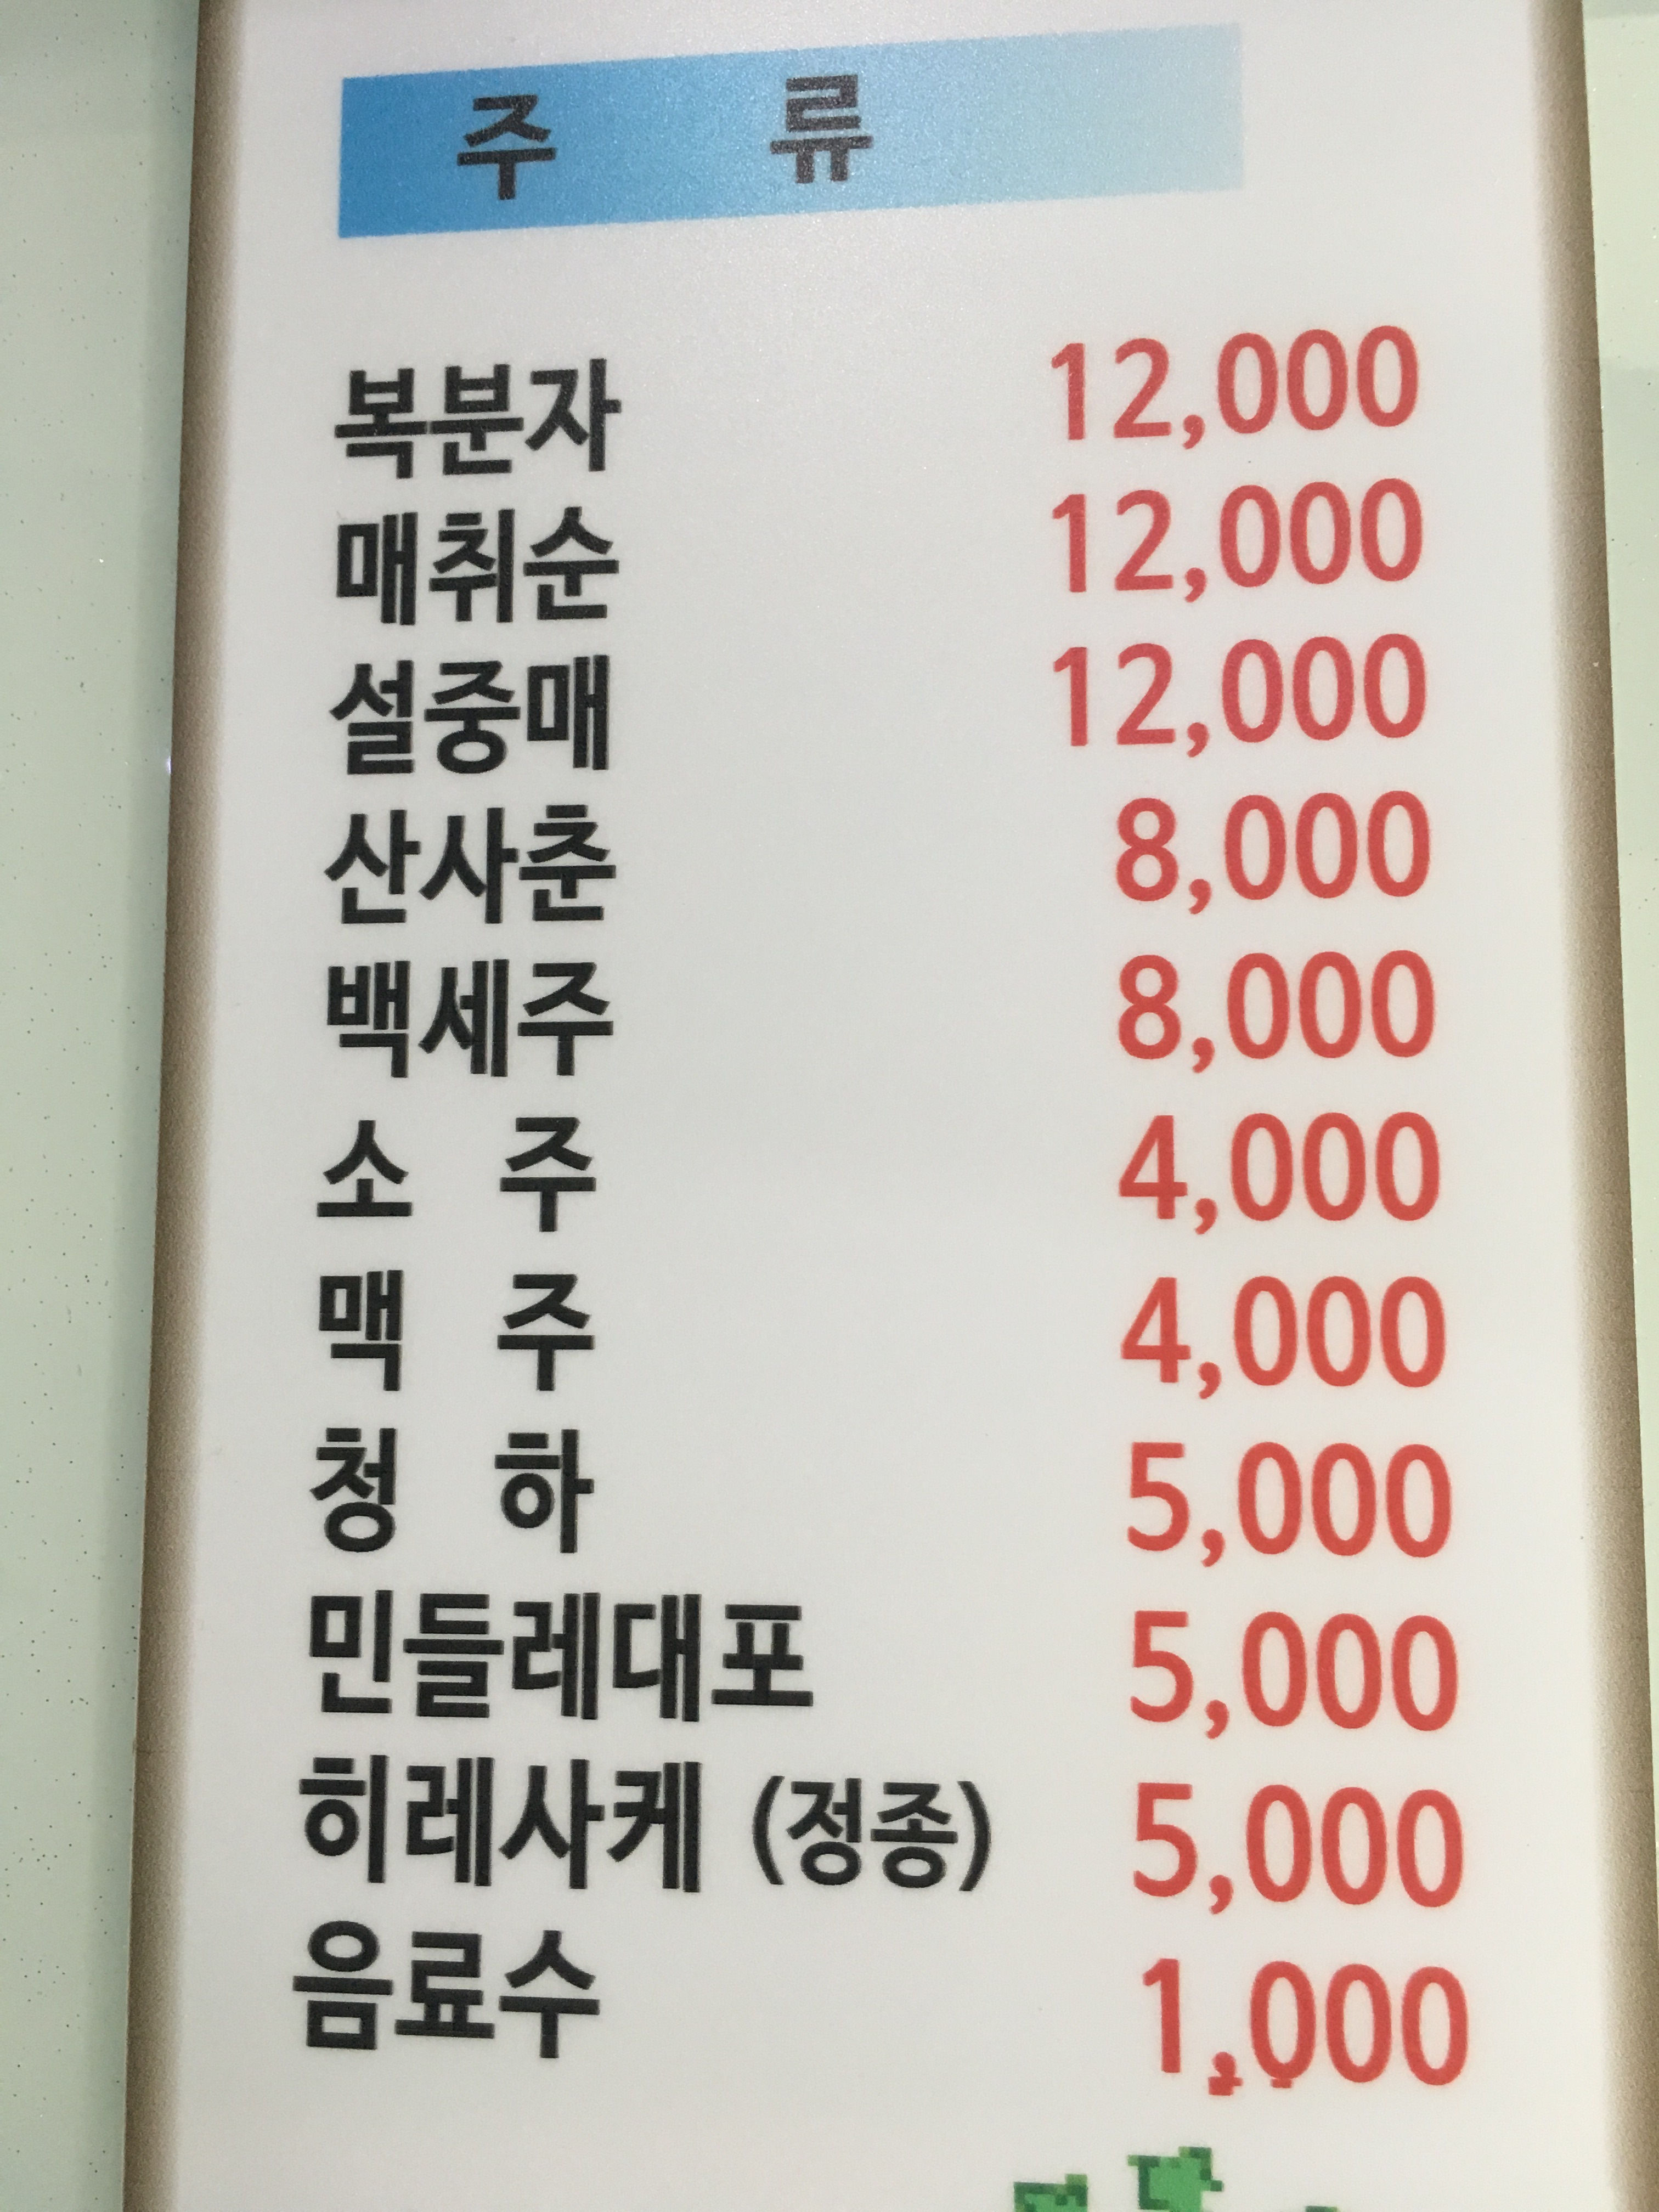 주 류
복분자 12,000
매취순 12,000
설중매 12,000
산사춘 8,000
백세주 8,000
소 주 4,000
맥 주 4,000
청 하 5,000
민들레대포 5,000
히레사케 (정종) 5,000
음료수 1,000